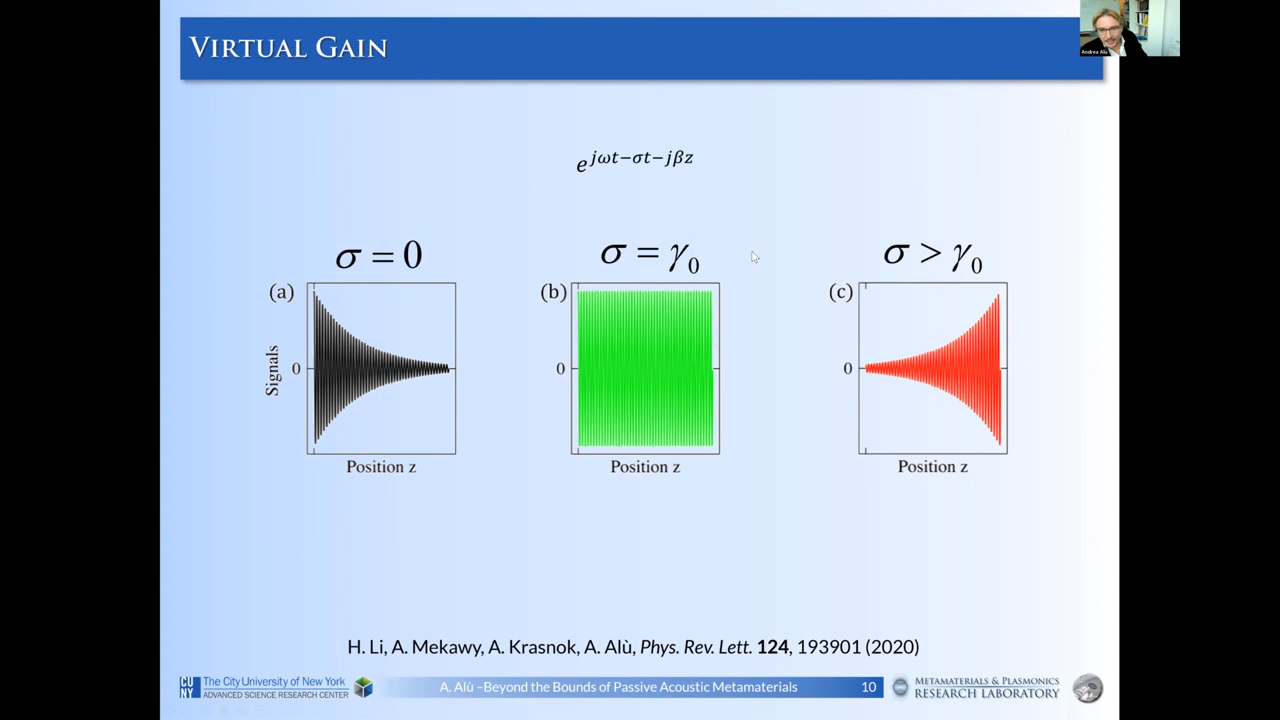 VIRTUAL GAIN
Andrea Alù
e^{jωt−σt−jβz}
σ = 0
σ = γ₀
σ > γ₀
(a)
(b)
(c)
Signals
0
0
0
Position z
Position z
Position z
H. Li, A. Mekawy, A. Krasnok, A. Alù, Phys. Rev. Lett. 124, 193901 (2020)
CU
NY
The City University of New York
ADVANCED SCIENCE RESEARCH CENTER
A. Alù –Beyond the Bounds of Passive Acoustic Metamaterials
10
METAMATERIALS & PLASMONICS
RESEARCH LABORATORY